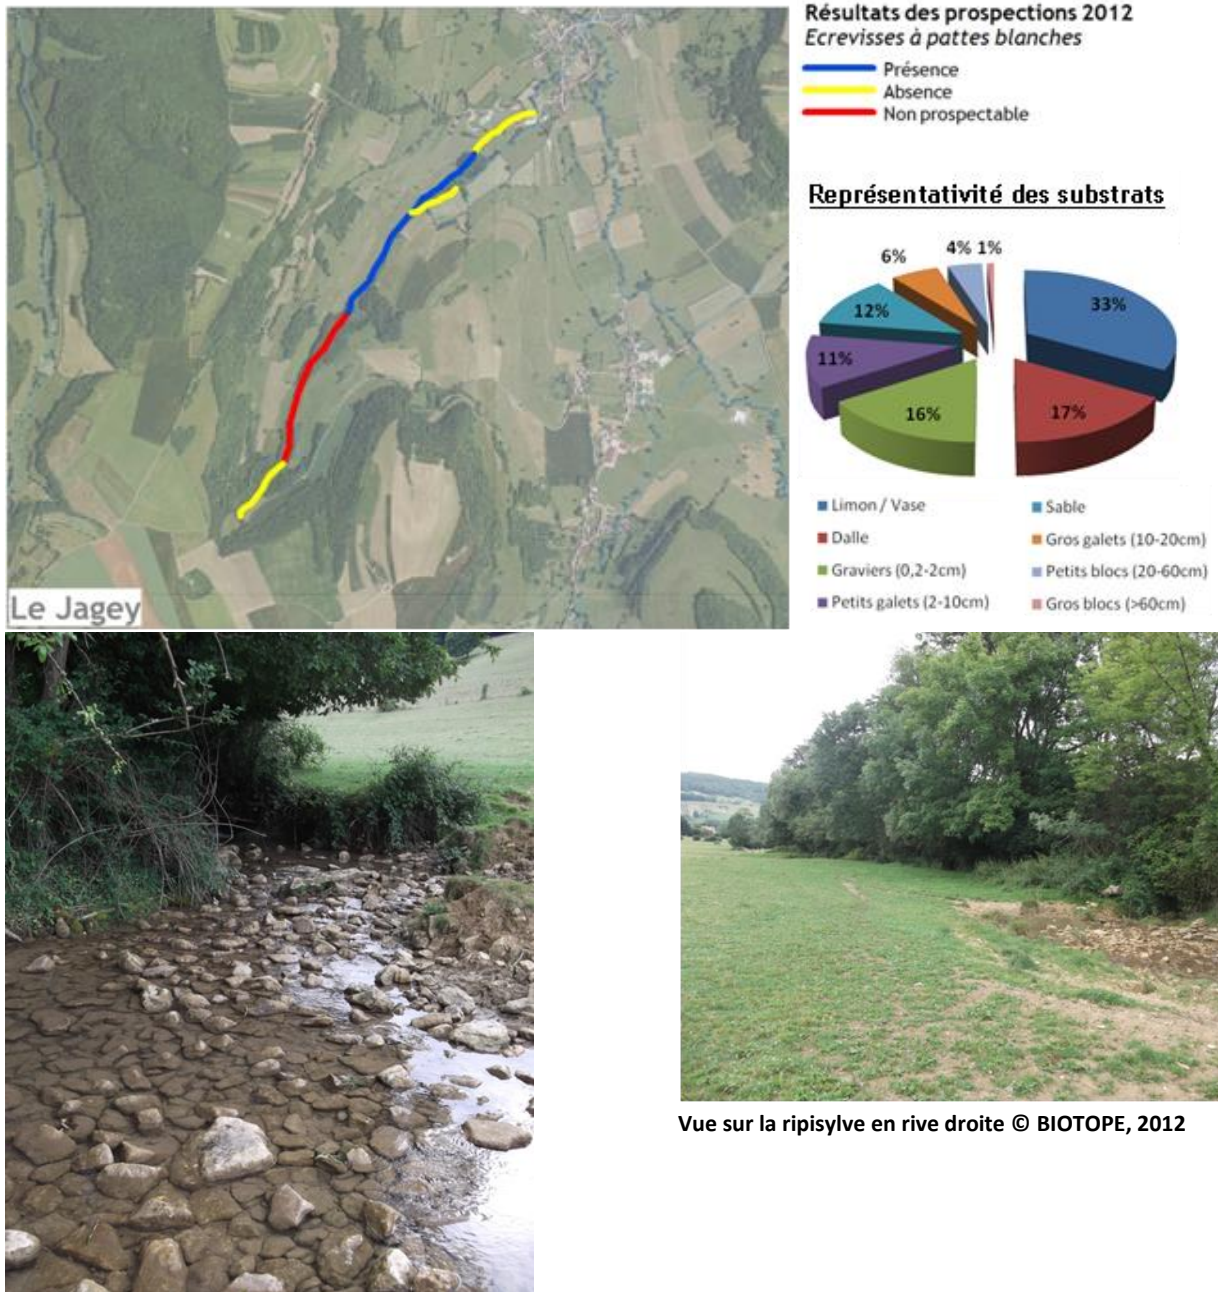 Résultats des prospections 2012
Ecrevisses à pattes blanches
Présence
Absence
Non prospectable
Le Jagey
Représentativité des substrats
33%
17%
16%
11%
12%
6%
4%
1%
Limon / Vase
Dalle
Graviers (0,2-2cm)
Petits galets (2-10cm)
Sable
Gros galets (10-20cm)
Petits blocs (20-60cm)
Gros blocs (>60cm)
Vue sur la ripisylve en rive droite © BIOTOPE, 2012